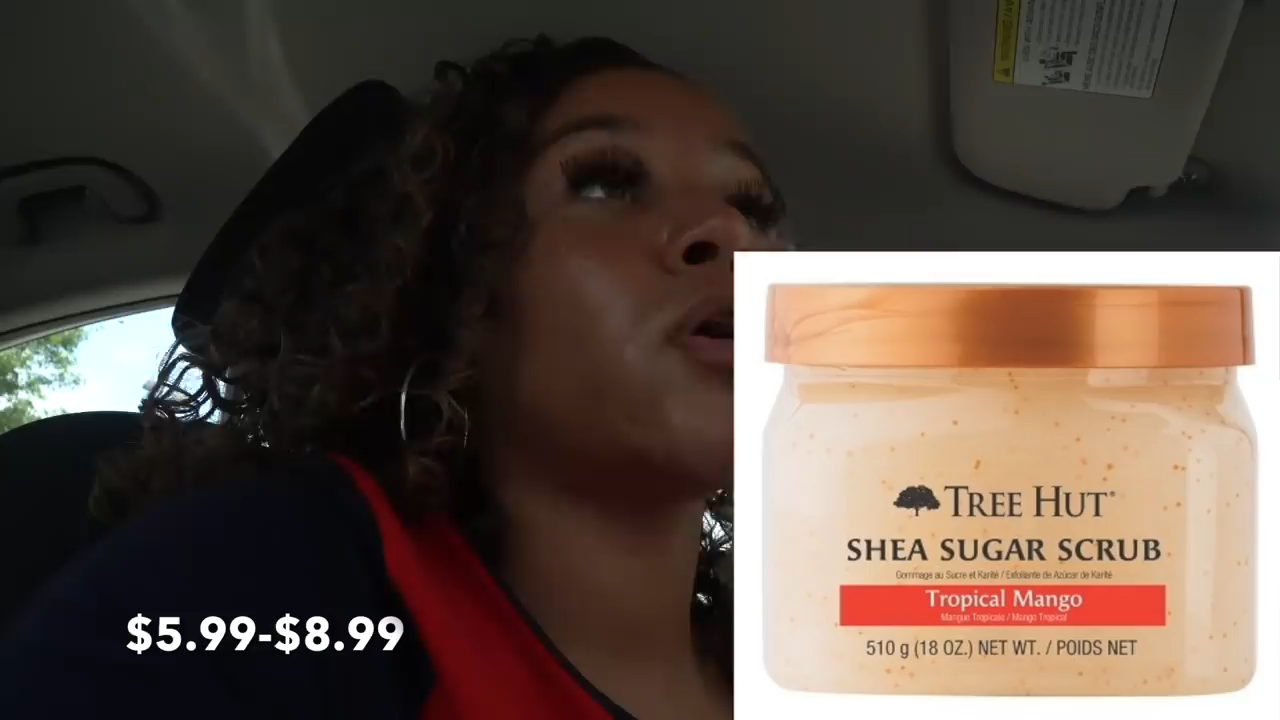 TREE HUT®
SHEA SUGAR SCRUB
Gommage au Sucre et Karité / Exfoliante de Azúcar de Karité
Tropical Mango
Mangue Tropicale / Mango Tropical
510 g (18 OZ.) NET WT. / POIDS NET
$5.99-$8.99